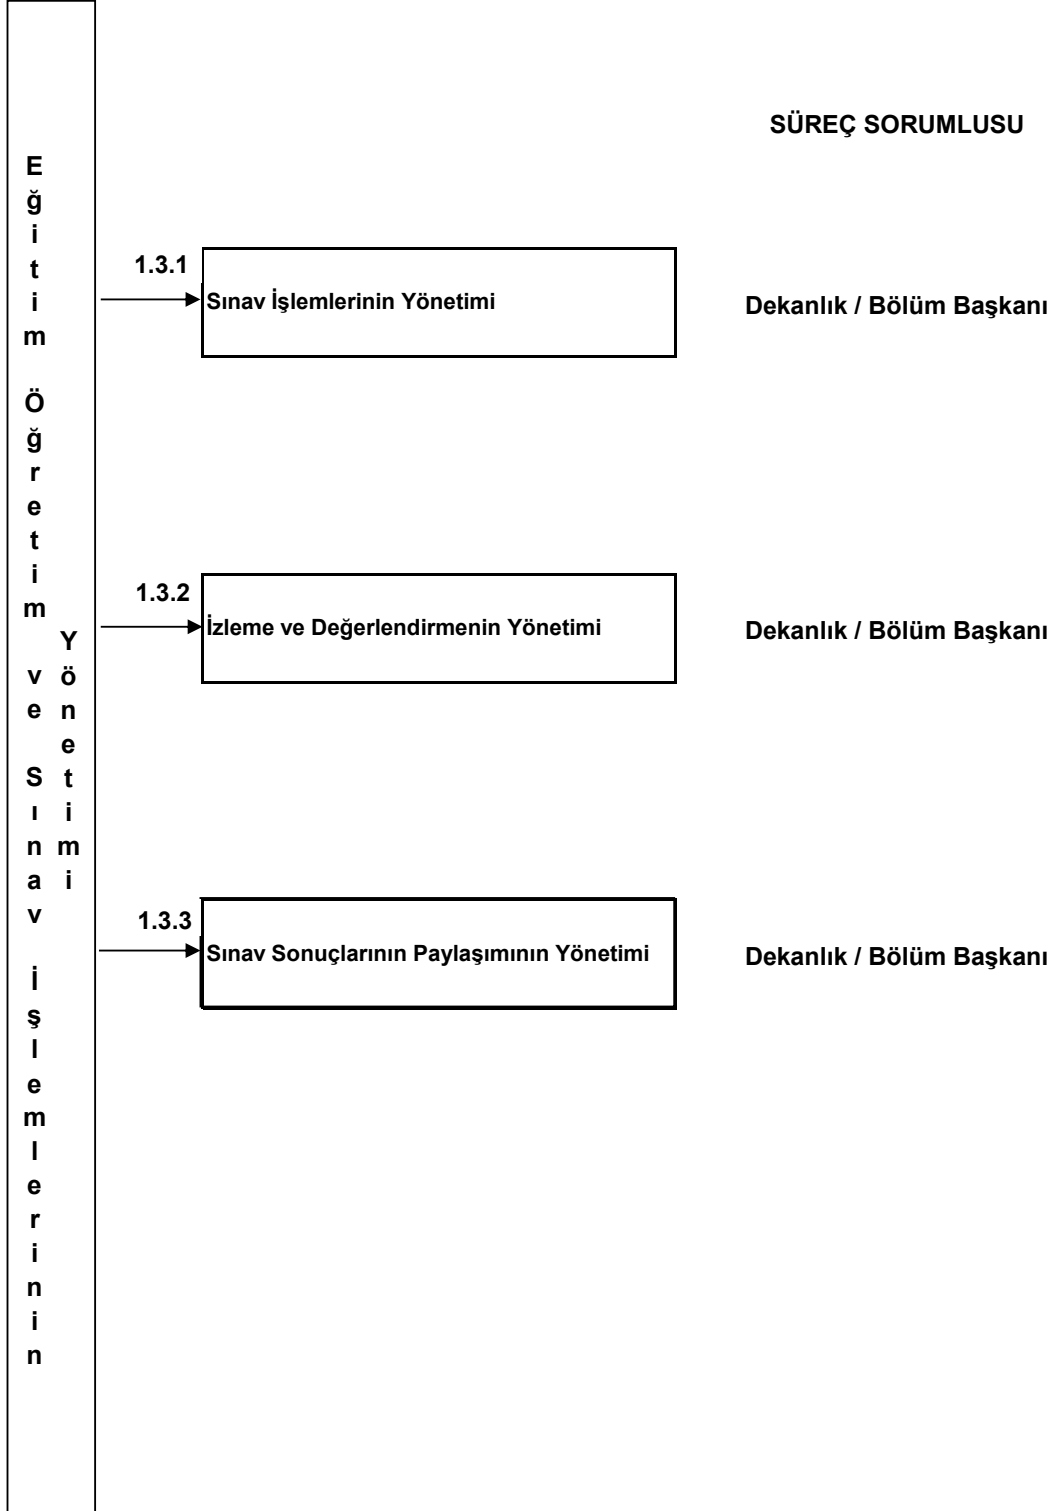 SÜREÇ SORUMLUSU
Eğitim Öğretim ve Sınav İşlemlerinin
Yönetimi
1.3.1
Sınav İşlemlerinin Yönetimi
Dekanlık / Bölüm Başkanı
1.3.2
İzleme ve Değerlendirmenin Yönetimi
Dekanlık / Bölüm Başkanı
1.3.3
Sınav Sonuçlarının Paylaşımının Yönetimi
Dekanlık / Bölüm Başkanı